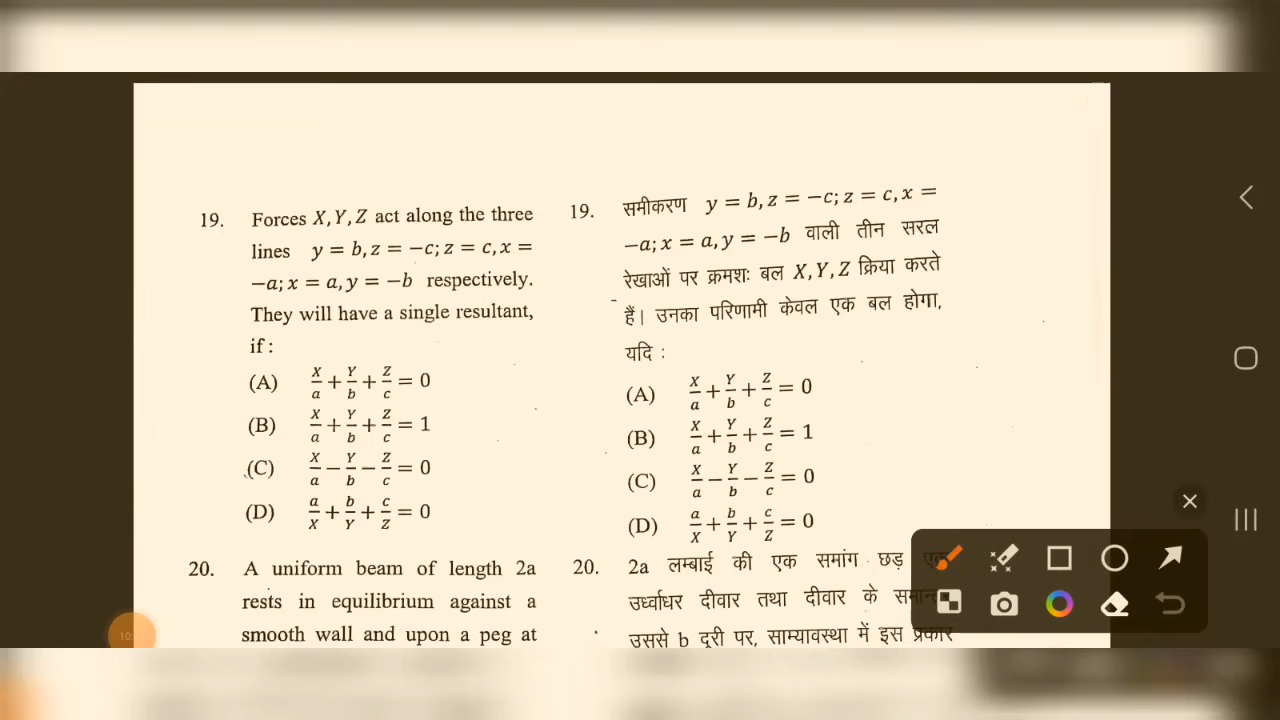 19. Forces X, Y, Z act along the three
lines y = b, z = −c; z = c, x =
−a; x = a, y = −b respectively.
They will have a single resultant,
if :
(A) X/a + Y/b + Z/c = 0
(B) X/a + Y/b + Z/c = 1
(C) X/a − Y/b − Z/c = 0
(D) a/X + b/Y + c/Z = 0
20. A uniform beam of length 2a
rests in equilibrium against a
smooth wall and upon a peg at
19. समीकरण y = b, z = −c; z = c, x =
−a; x = a, y = −b वाली तीन सरल
रेखाओं पर क्रमशः बल X, Y, Z क्रिया करते
हैं। उनका परिणामी केवल एक बल होगा,
यदि :
(A) X/a + Y/b + Z/c = 0
(B) X/a + Y/b + Z/c = 1
(C) X/a − Y/b − Z/c = 0
(D) a/X + b/Y + c/Z = 0
20. 2a लम्बाई की एक समांग छड़ एक
उर्ध्वाधर दीवार तथा दीवार के
उससे b दूरी पर, साम्यावस्था में इस प्रकार